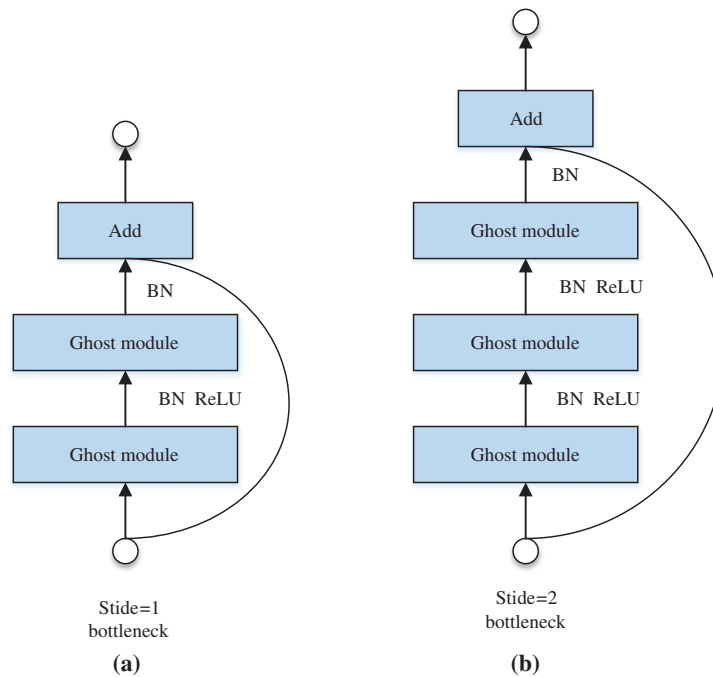 Add
BN
Ghost module
BN ReLU
Ghost module
Stide=1
bottleneck
(a)
Add
BN
Ghost module
BN ReLU
Ghost module
BN ReLU
Ghost module
Stide=2
bottleneck
(b)